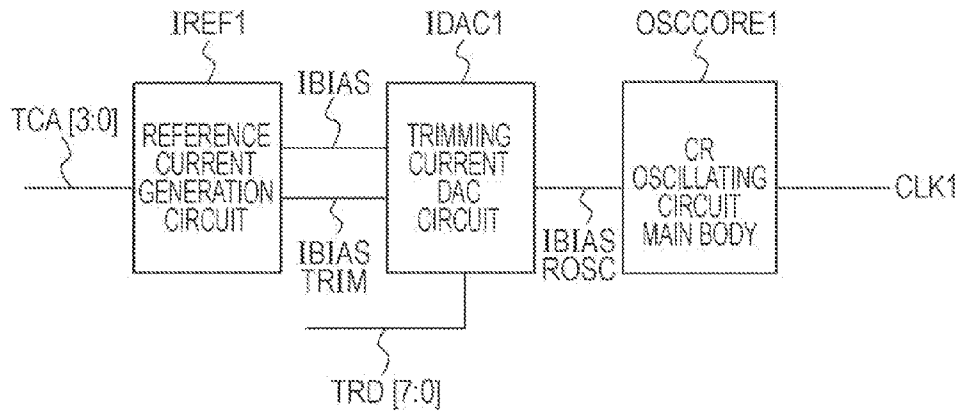 IREF1
IDAC1
OSCCORE1
TCA [3:0]
REFERENCE
CURRENT
GENERATION
CIRCUIT
IBIAS
IBIAS
TRIM
TRIMMING
CURRENT
DAC
CIRCUIT
IBIAS
ROSC
CR
OSCILLATING
CIRCUIT
MAIN BODY
CLK1
TRD [7:0]